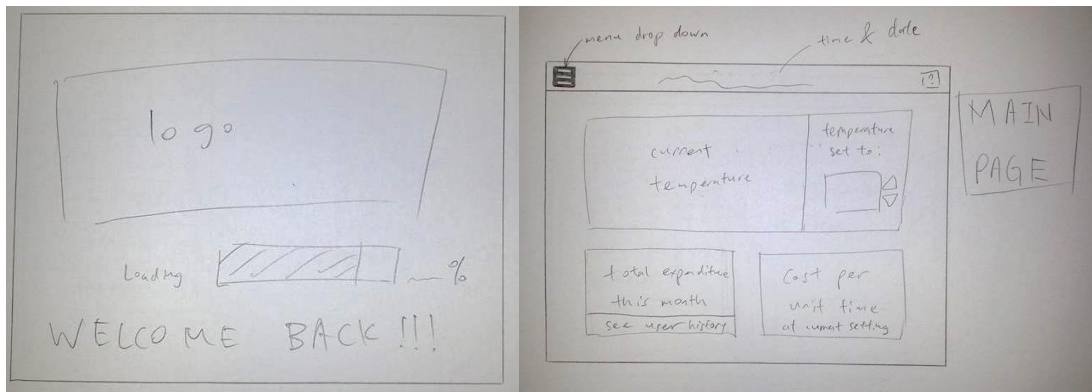 logo
Loading
%
WELCOME BACK!!!
menu drop down
time & date
?
MAIN
PAGE
current
temperature
temperature
set to:
total expenditure
this month
see user history
Cost per
unit time
at current setting